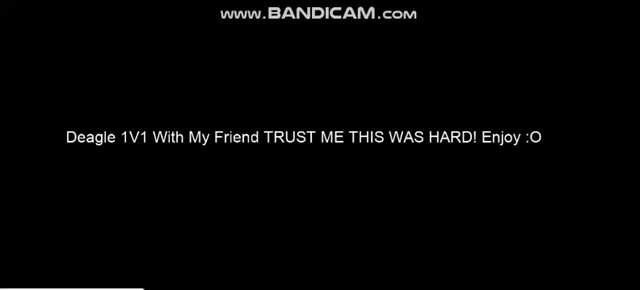 www.BANDICAM.com
Deagle 1V1 With My Friend TRUST ME THIS WAS HARD! Enjoy :O